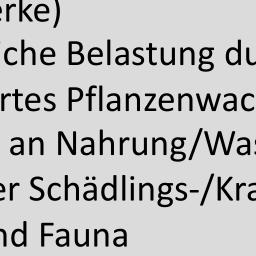 erke)
iche Belastung du
rtes Pflanzenwac
an Nahrung/Was
er Schädlings-/Kra
nd Fauna